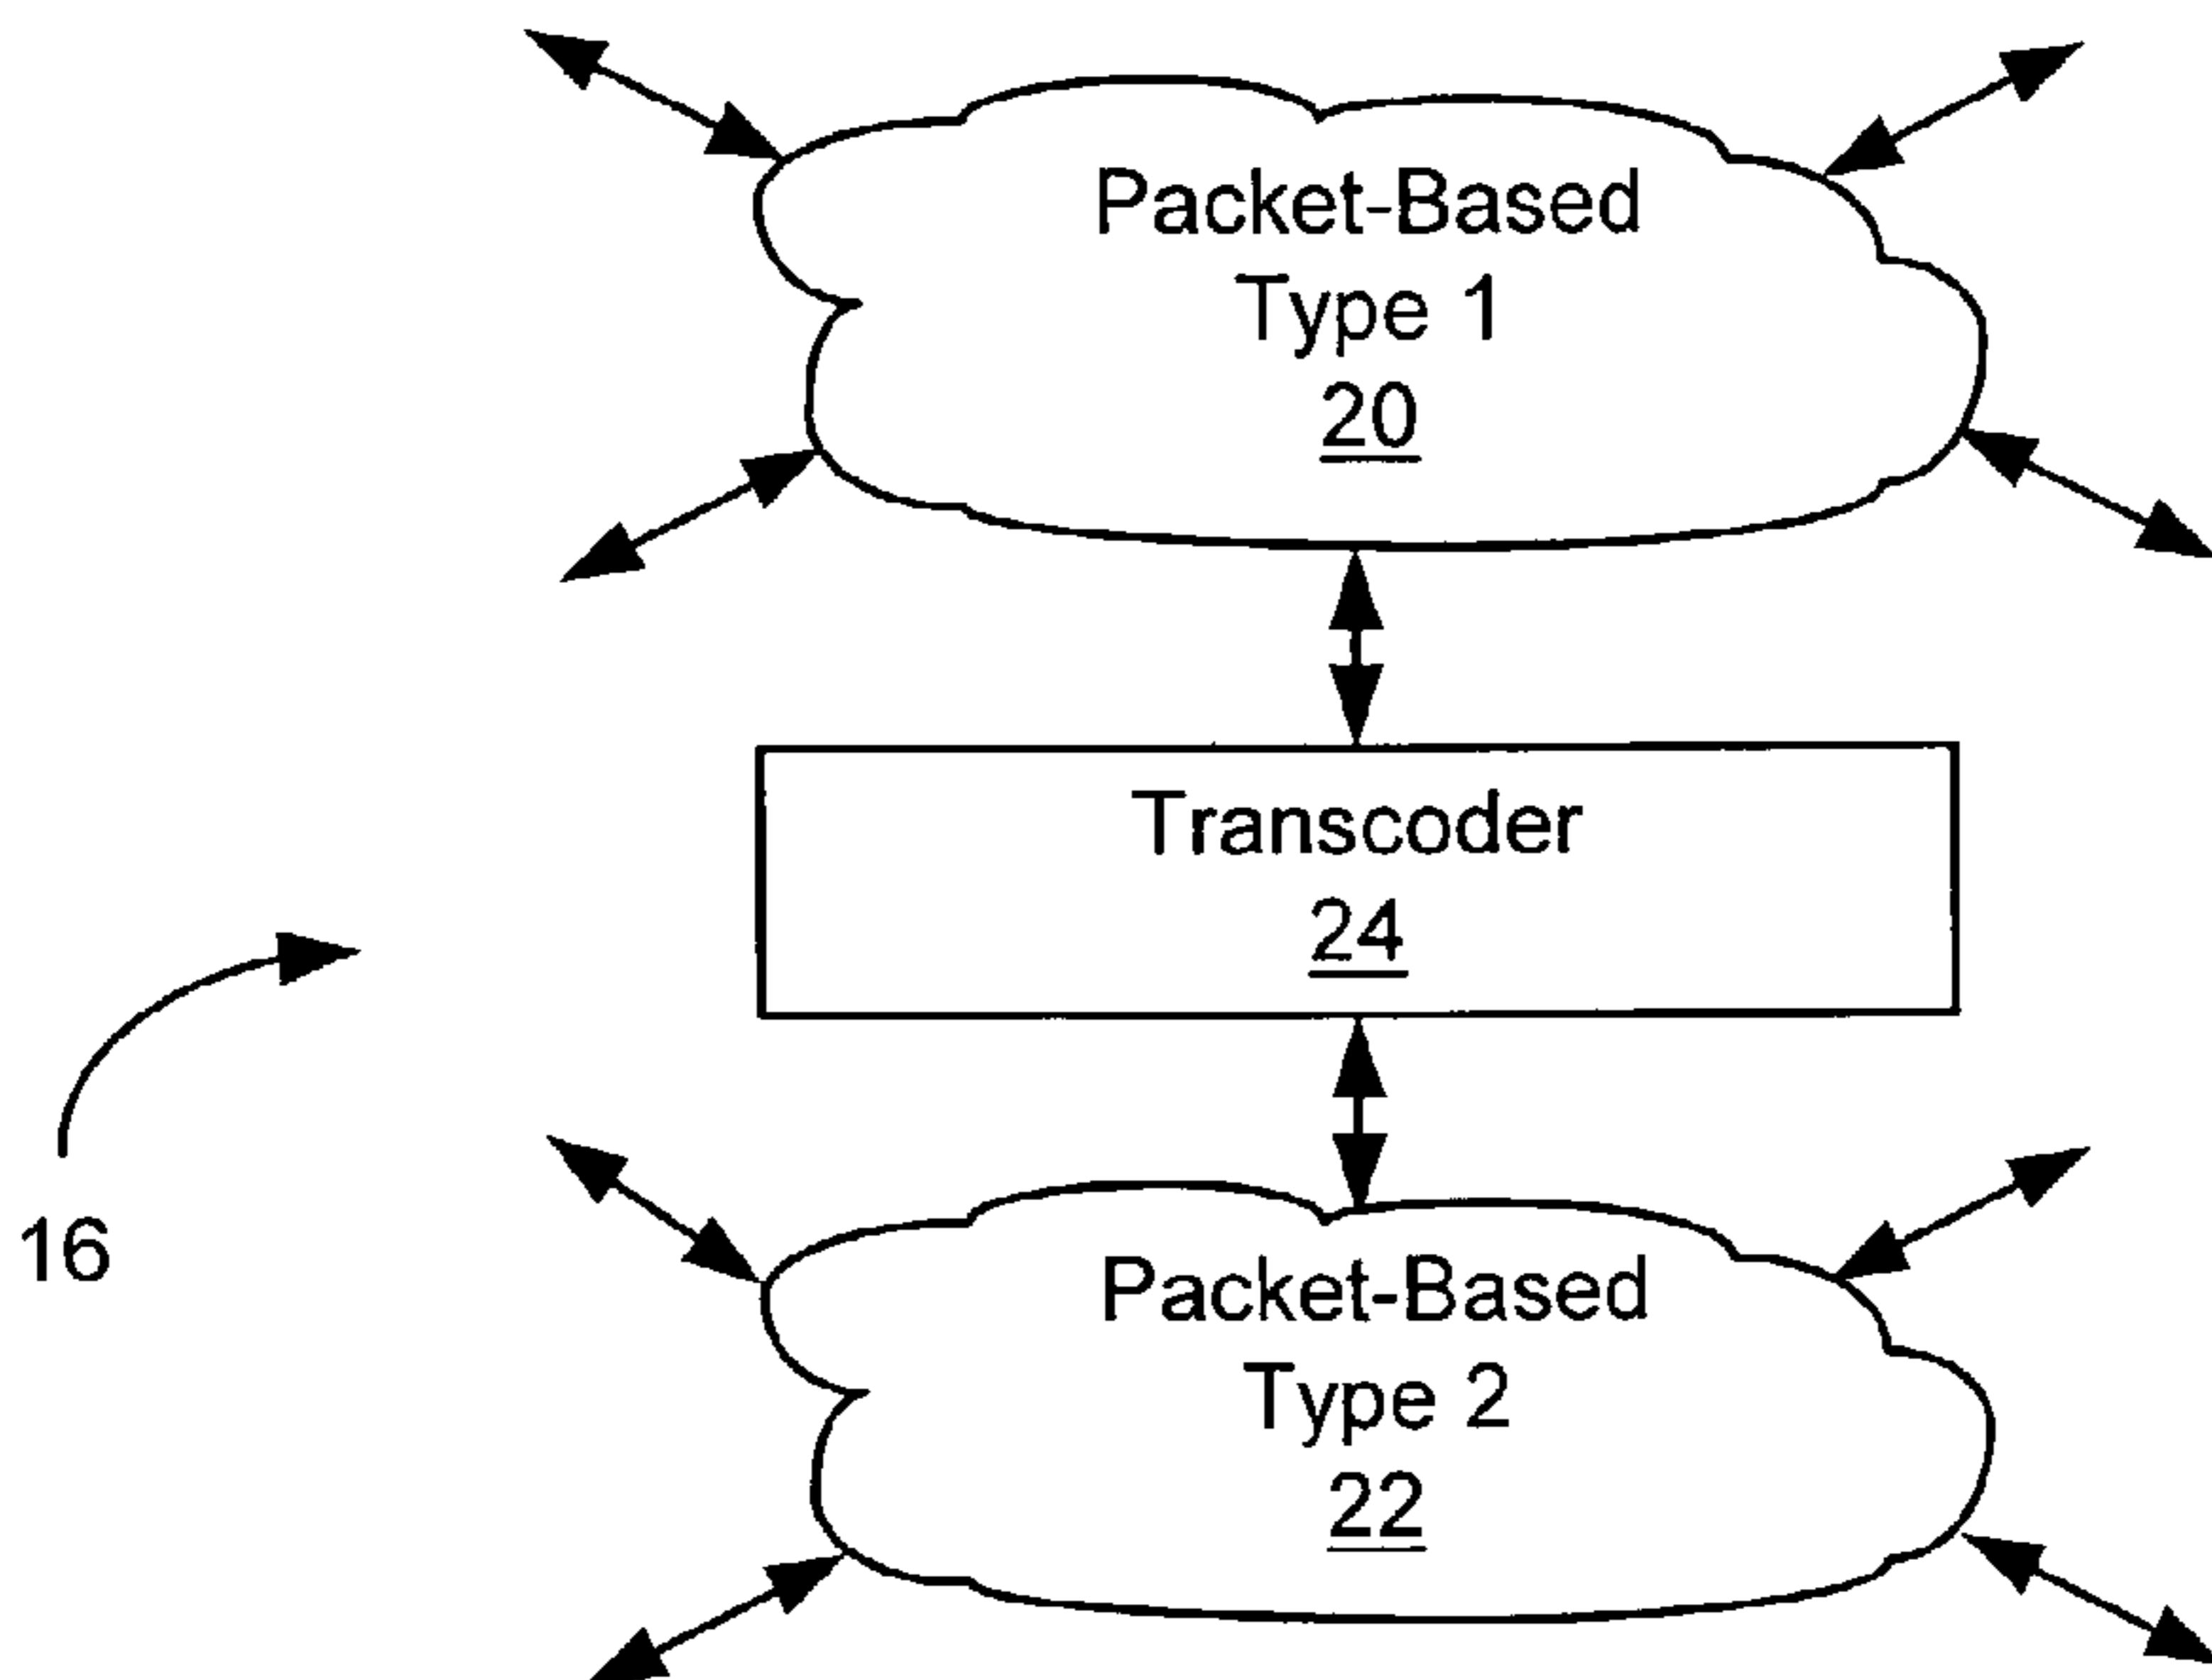 Packet-Based
Type 1
20
Transcoder
24
16
Packet-Based
Type 2
22